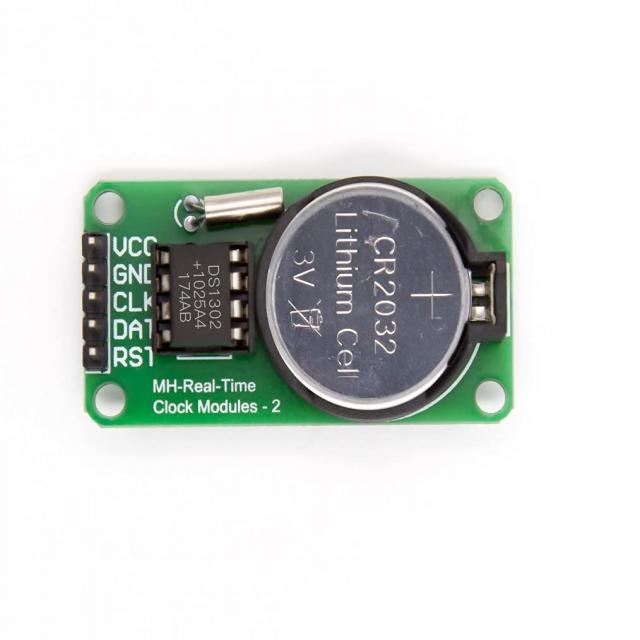 VCC
GND
CLK
DAT
RST
DS1302
+1025A4
174AB
MH-Real-Time
Clock Modules - 2
CR2032
Lithium Cell
3V
+